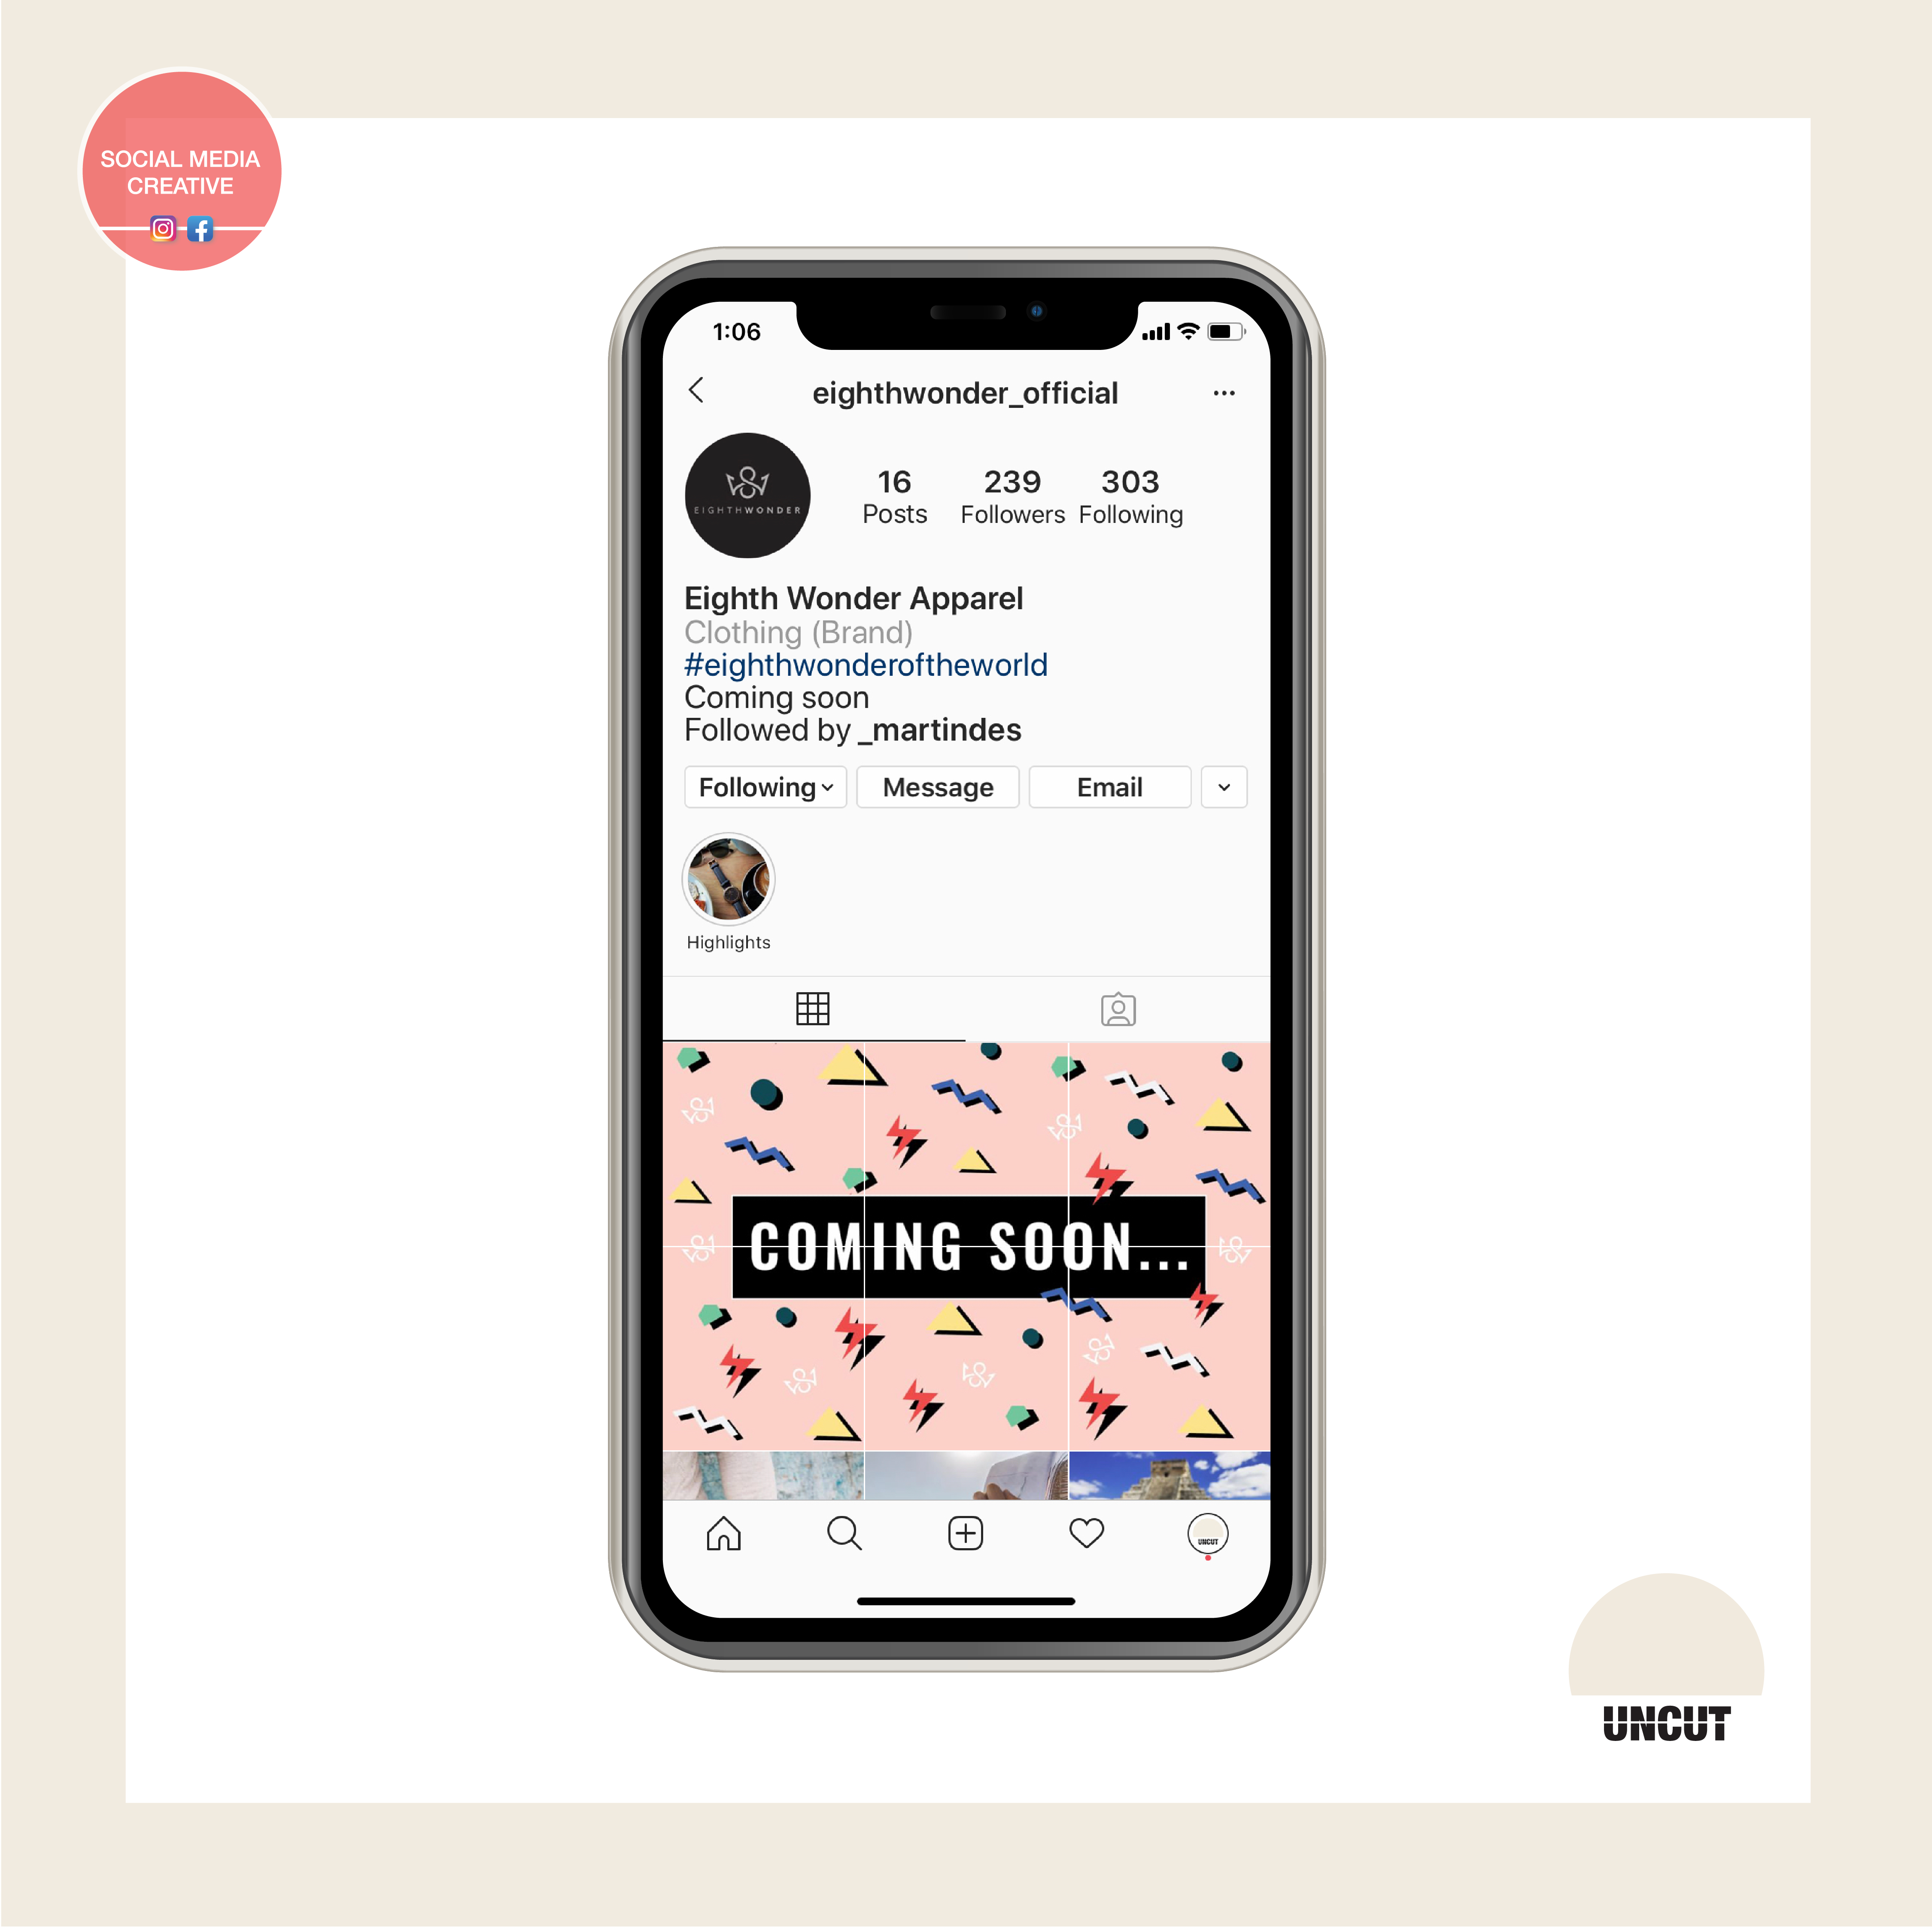 SOCIAL MEDIA
CREATIVE
1:06
eighthwonder_official
EIGHTHWONDER
16 239 303
Posts Followers Following
Eighth Wonder Apparel
Clothing (Brand)
#eighthwonderoftheworld
Coming soon
Followed by _martindes
Following Message Email
Highlights
COMING SOON...
UNCUT
UNCUT